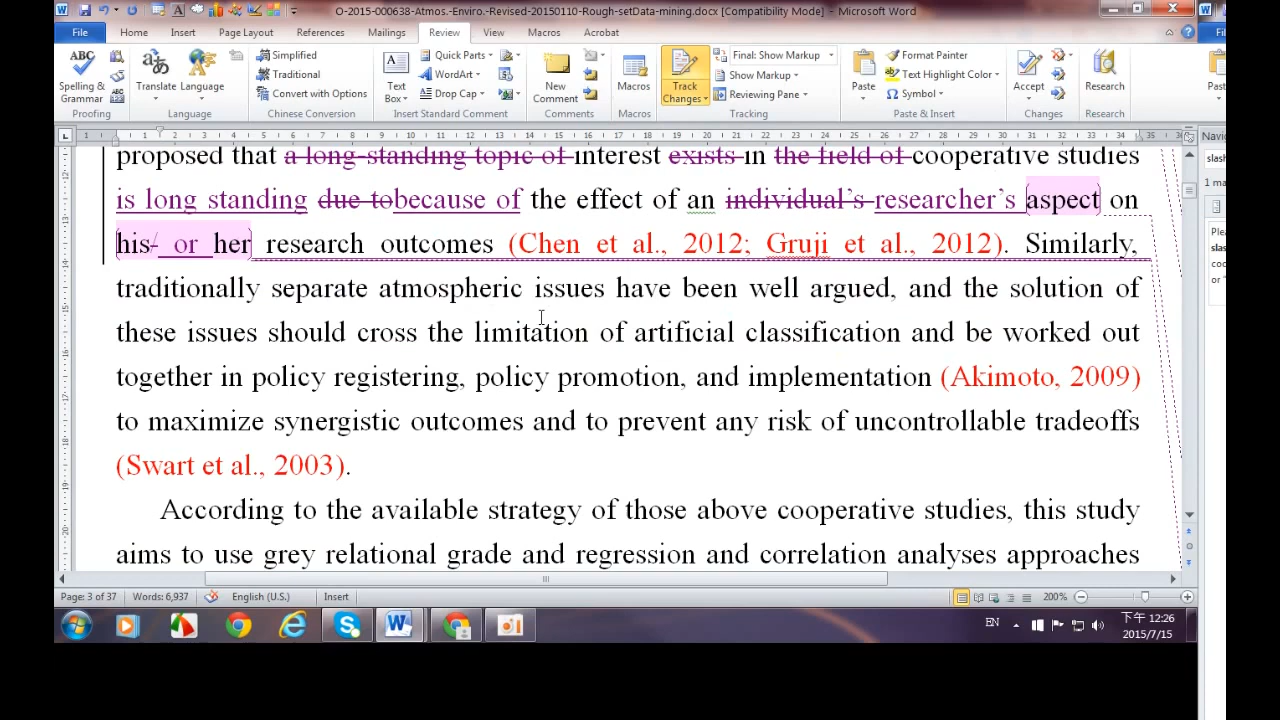 O-2015-000638-Atmos.-Enviro.-Revised-20150110-Rough-setData-mining.docx [Compatibility Mode] - Microsoft Word
File Home Insert Page Layout References Mailings Review View Macros Acrobat
ABC Spelling & Grammar
Proofing
Translate Language
Language
Simplified
Traditional
Convert with Options
Chinese Conversion
Text Box
Quick Parts
WordArt
Drop Cap
Insert Standard Comment
New Comment
Comments
Macros
Macros
Track Changes
Final: Show Markup
Show Markup
Reviewing Pane
Tracking
Paste
Format Painter
Text Highlight Color
Symbol
Paste & Insert
Accept
Changes
Research
Research
Fil
Past
Navi
slash
1 ma
Plea
slas
coo
or "
proposed that a long-standing topic of interest exists in the field of cooperative studies
is long standing due to because of the effect of an individual's researcher's aspect on
his/ or her research outcomes (Chen et al., 2012; Gruji et al., 2012). Similarly,
traditionally separate atmospheric issues have been well argued, and the solution of
these issues should cross the limitation of artificial classification and be worked out
together in policy registering, policy promotion, and implementation (Akimoto, 2009)
to maximize synergistic outcomes and to prevent any risk of uncontrollable tradeoffs
(Swart et al., 2003).
According to the available strategy of those above cooperative studies, this study
aims to use grey relational grade and regression and correlation analyses approaches
Page: 3 of 37 Words: 6,937 English (U.S.) Insert 200%
EN
下午 12:26
2015/7/15